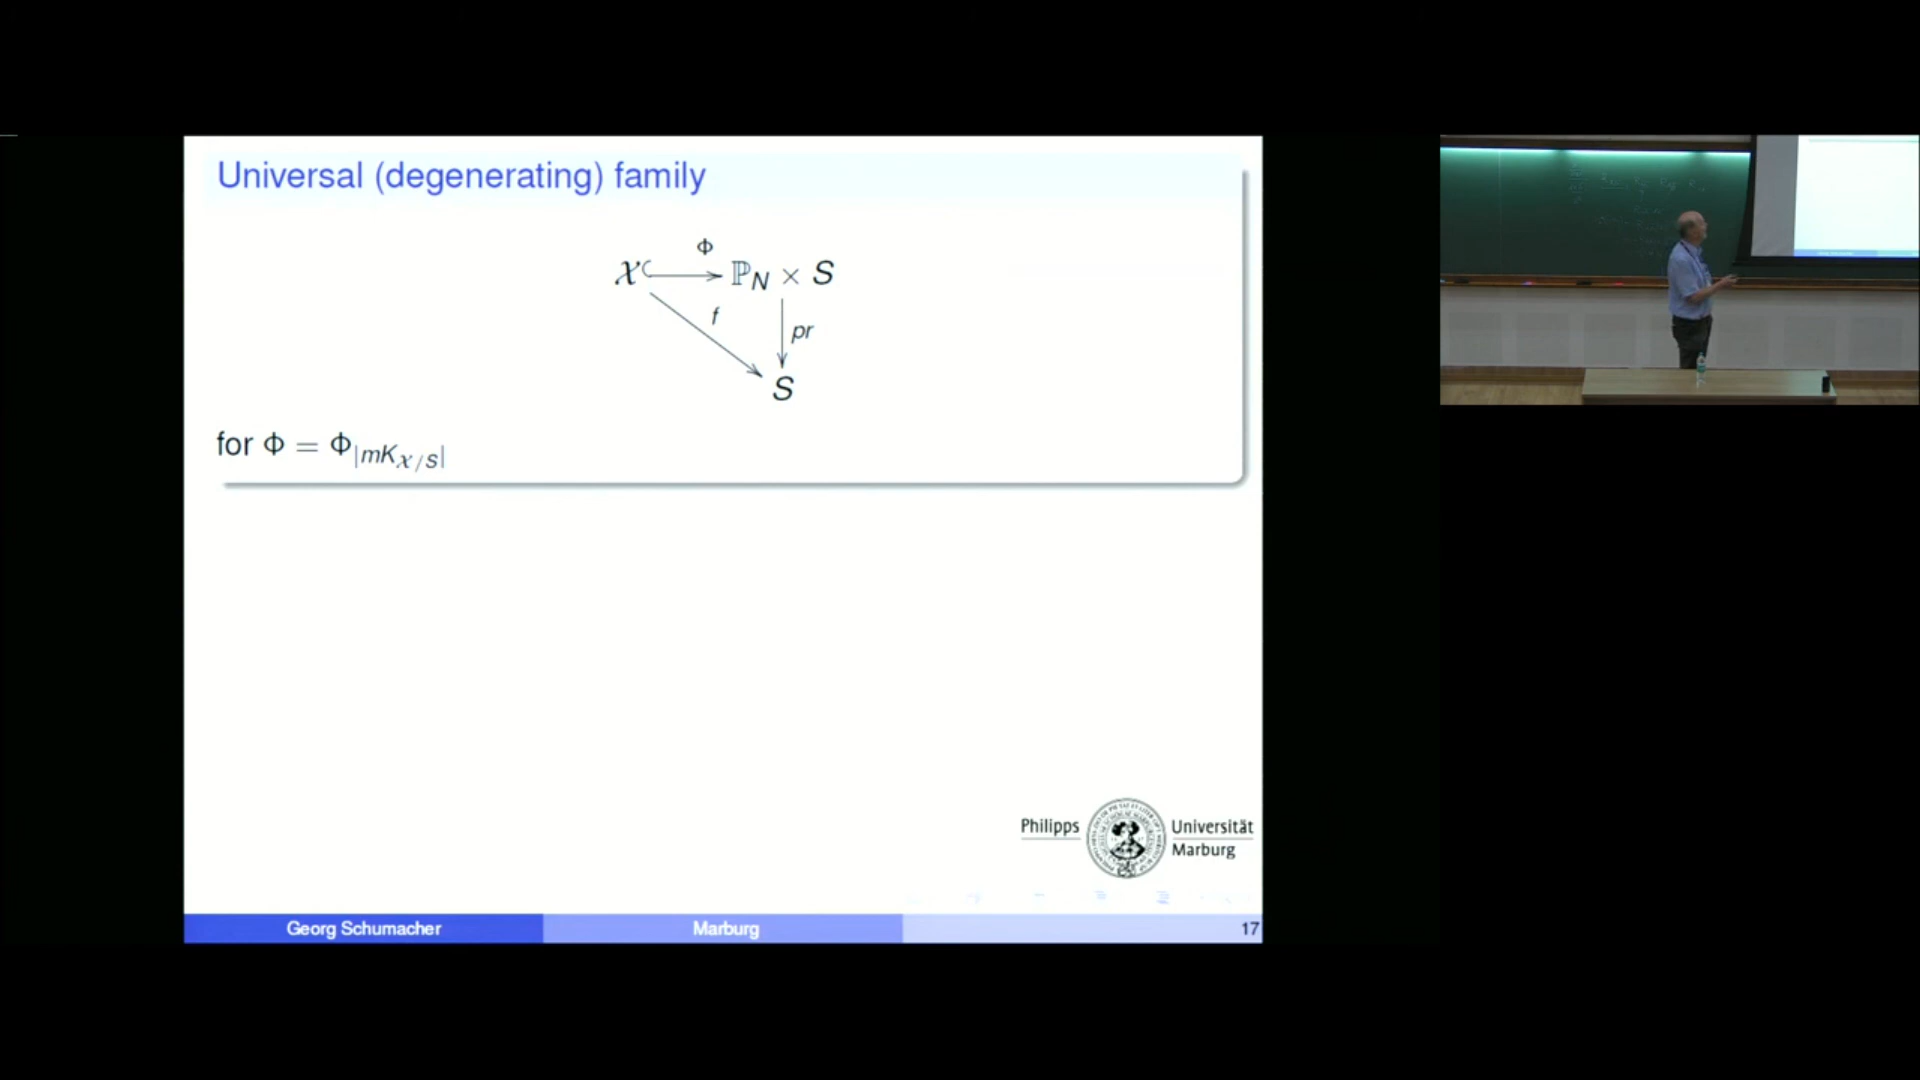 Universal (degenerating) family
Φ
𝒳 ↪ ℙ_N × S
f
pr
S
for Φ = Φ_{|mK_{𝒳/S}|}
Philipps Universität
Marburg
Georg Schumacher Marburg 17